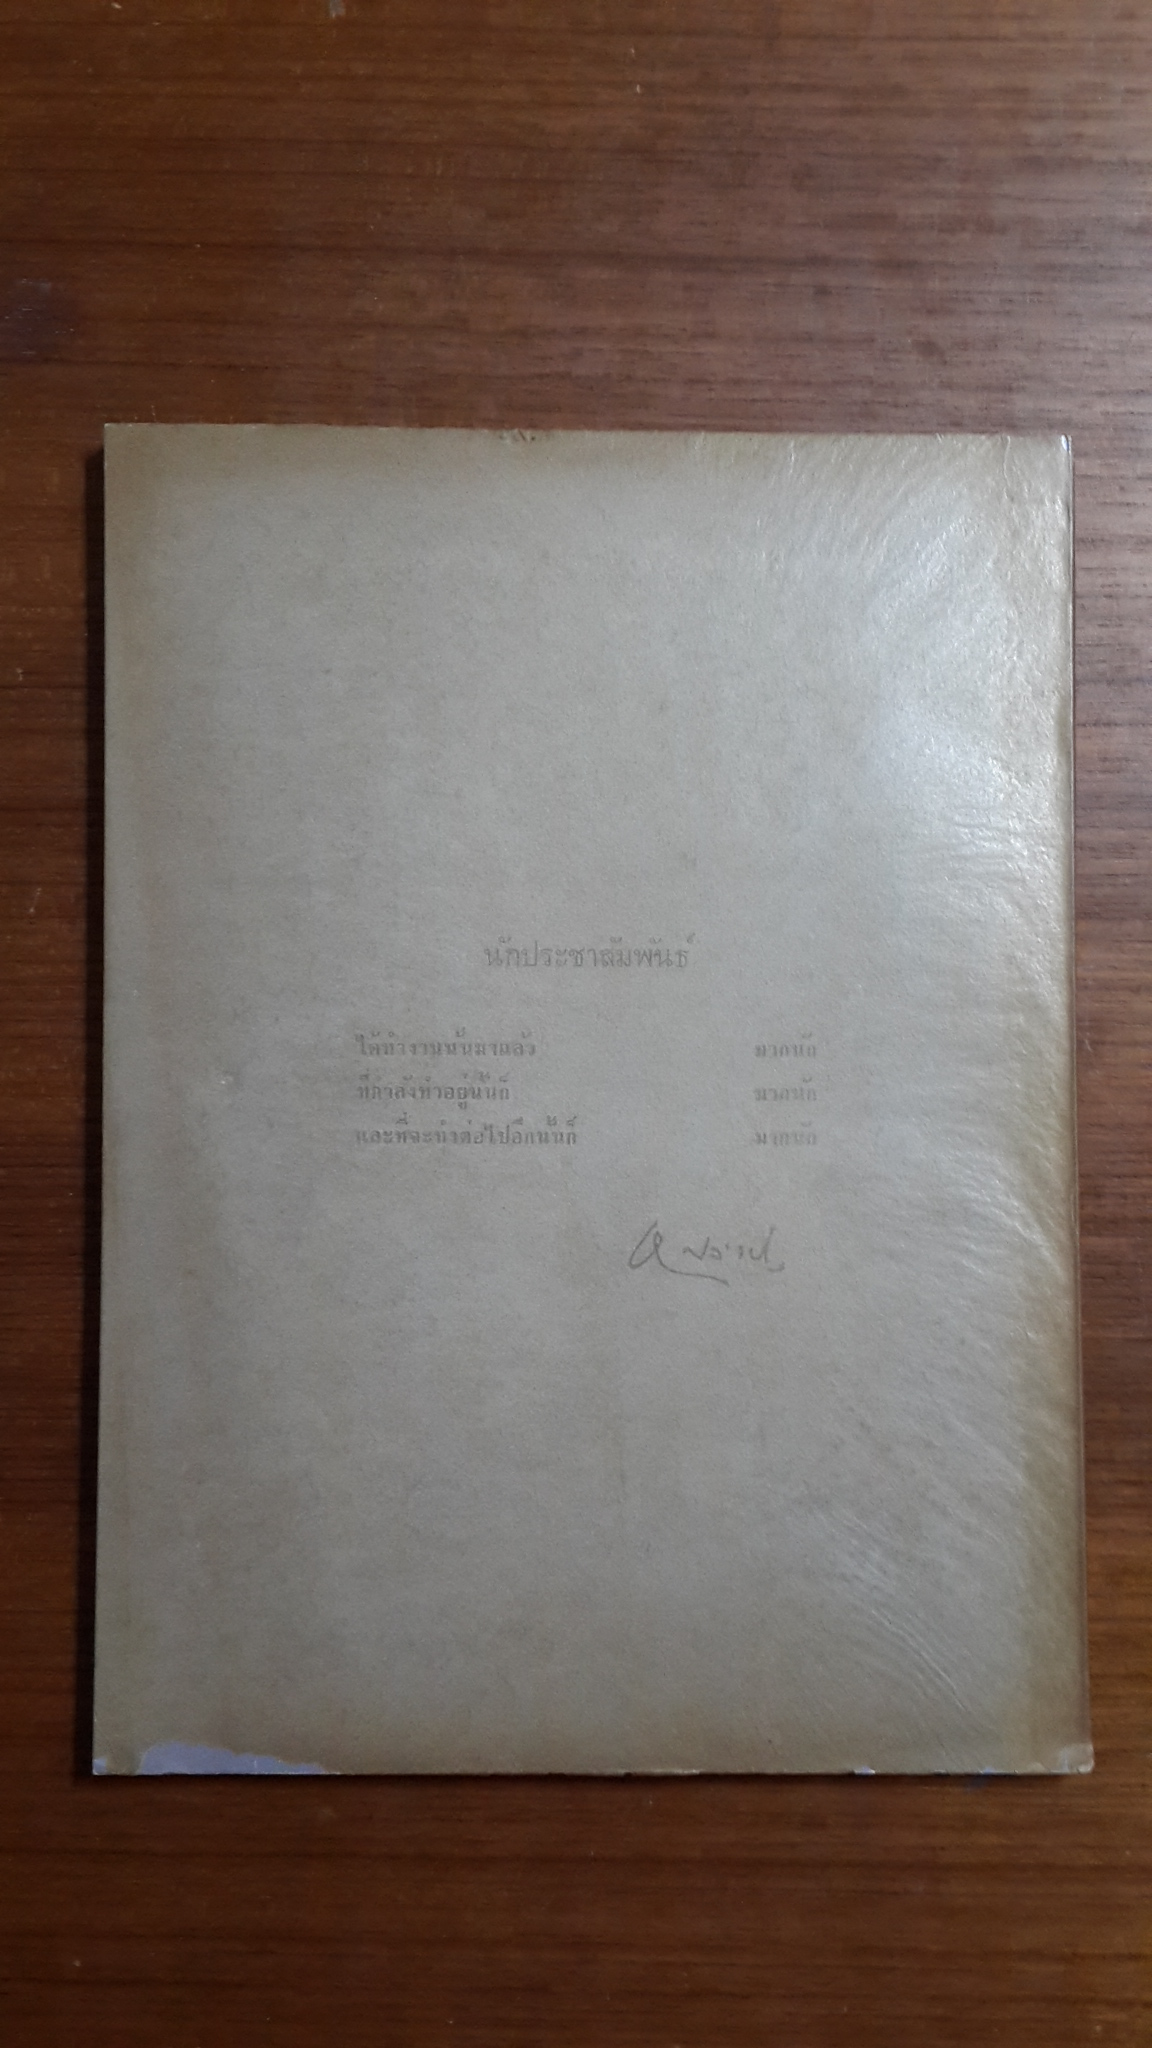 นักประชาสัมพันธ์
ได้ทำงานนั้นมาแล้ว มากนัก
ที่กำลังทำอยู่นั้นก็ มากนัก
และที่จะทำต่อไปอีกนั้นก็ มากนัก